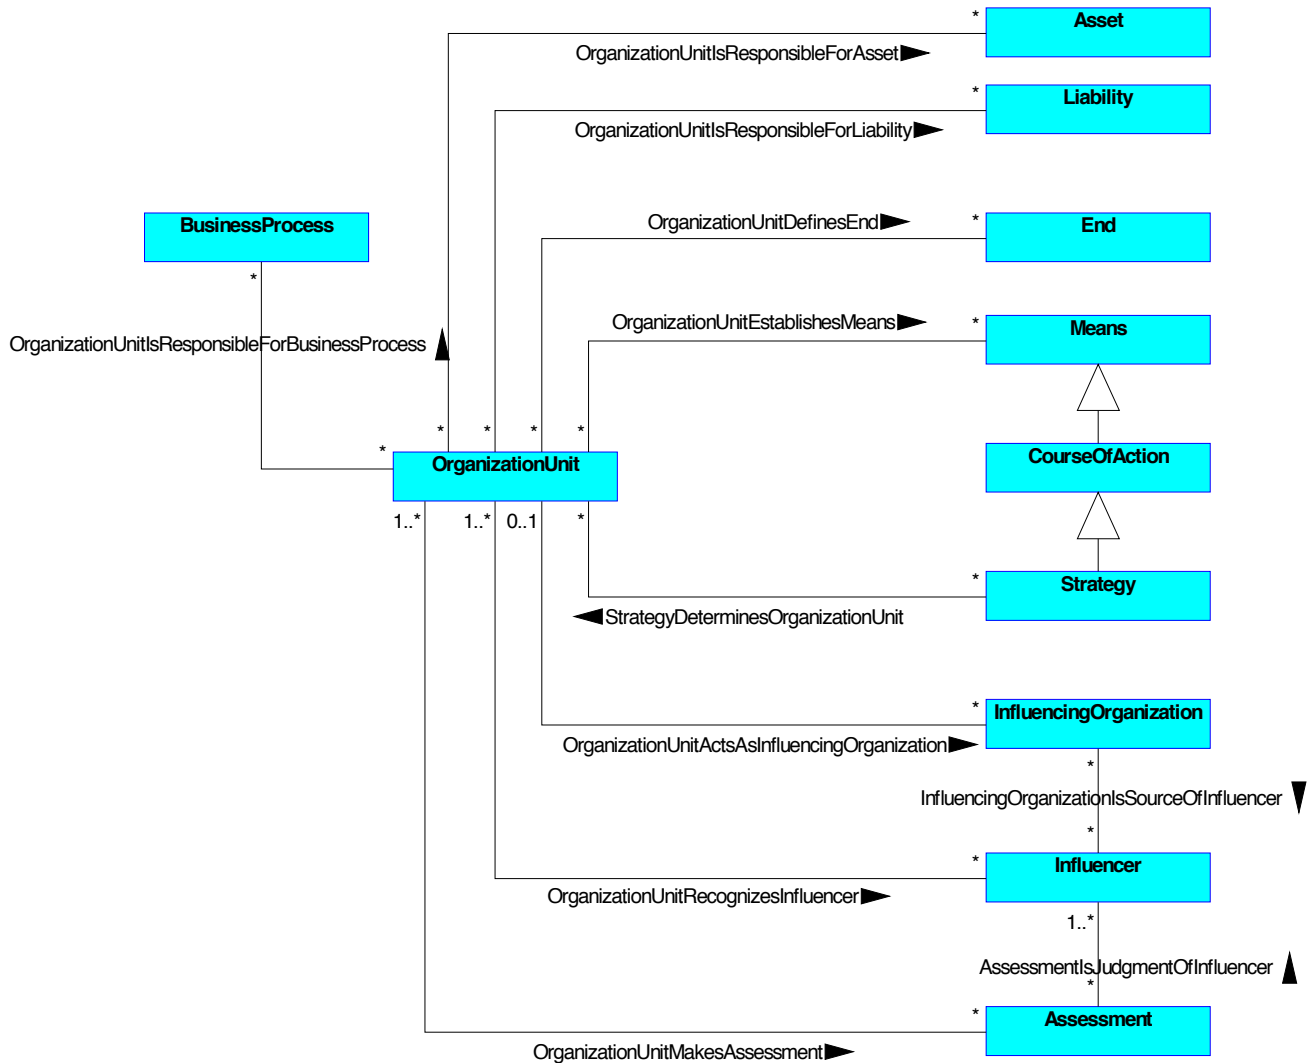 * Asset
OrganizationUnitIsResponsibleForAsset
* Liability
OrganizationUnitIsResponsibleForLiability
BusinessProcess
OrganizationUnitDefinesEnd * End
*
OrganizationUnitEstablishesMeans * Means
OrganizationUnitIsResponsibleForBusinessProcess
* * * *
* OrganizationUnit
CourseOfAction
1..* 1..* 0..1 *
* Strategy
StrategyDeterminesOrganizationUnit
* InfluencingOrganization
OrganizationUnitActsAsInfluencingOrganization
*
InfluencingOrganizationIsSourceOfInfluencer
*
* Influencer
OrganizationUnitRecognizesInfluencer
1..*
AssessmentIsJudgmentOfInfluencer
*
* Assessment
OrganizationUnitMakesAssessment